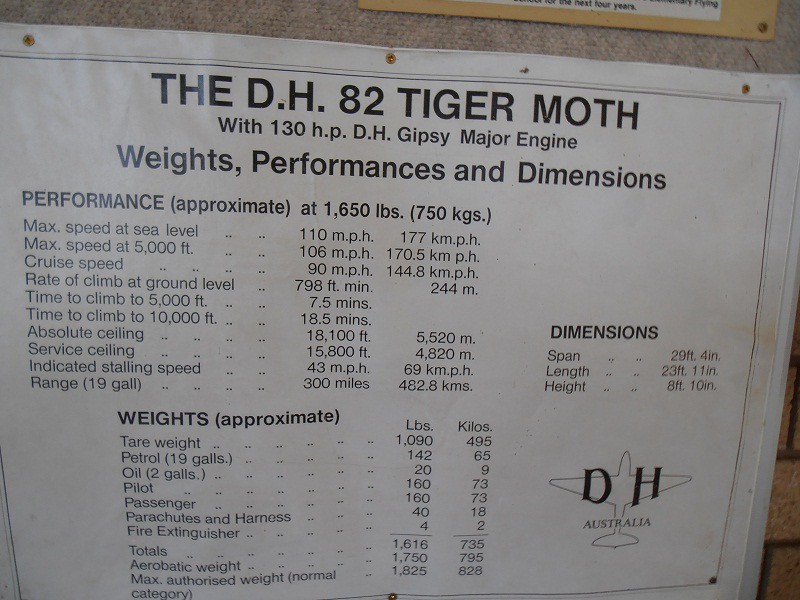 Elementary Flying
School for the next four years.
THE D.H. 82 TIGER MOTH
With 130 h.p. D.H. Gipsy Major Engine
Weights, Performances and Dimensions
PERFORMANCE (approximate) at 1,650 lbs. (750 kgs.)
Max. speed at sea level .. .. 110 m.p.h. 177 km.p.h.
Max. speed at 5,000 ft. .. .. 106 m.p.h. 170.5 km p.h.
Cruise speed .. .. .. .. 90 m.p.h. 144.8 km.p.h.
Rate of climb at ground level .. 798 ft. min. 244 m.
Time to climb to 5,000 ft. .. .. 7.5 mins.
Time to climb to 10,000 ft. .. .. 18.5 mins.
Absolute ceiling .. .. .. .. 18,100 ft. 5,520 m.
Service ceiling .. .. .. .. 15,800 ft. 4,820 m.
Indicated stalling speed .. .. 43 m.p.h. 69 km.p.h.
Range (19 gall) .. .. .. .. 300 miles 482.8 kms.
DIMENSIONS
Span .. .. 29ft. 4in.
Length .. .. 23ft. 11in.
Height .. .. 8ft. 10in.
WEIGHTS (approximate)
Lbs. Kilos.
Tare weight .. .. .. .. .. .. 1,090 495
Petrol (19 galls.) .. .. .. .. .. 142 65
Oil (2 galls.) .. .. .. .. .. .. 20 9
Pilot .. .. .. .. .. .. .. 160 73
Passenger .. .. .. .. .. .. 160 73
Parachutes and Harness .. .. .. 40 18
Fire Extinguisher .. .. .. .. .. 4 2
Totals .. .. .. .. .. .. 1,616 735
Aerobatic weight .. .. .. .. .. 1,750 795
Max. authorised weight (normal .. 1,825 828
category)
D H
AUSTRALIA